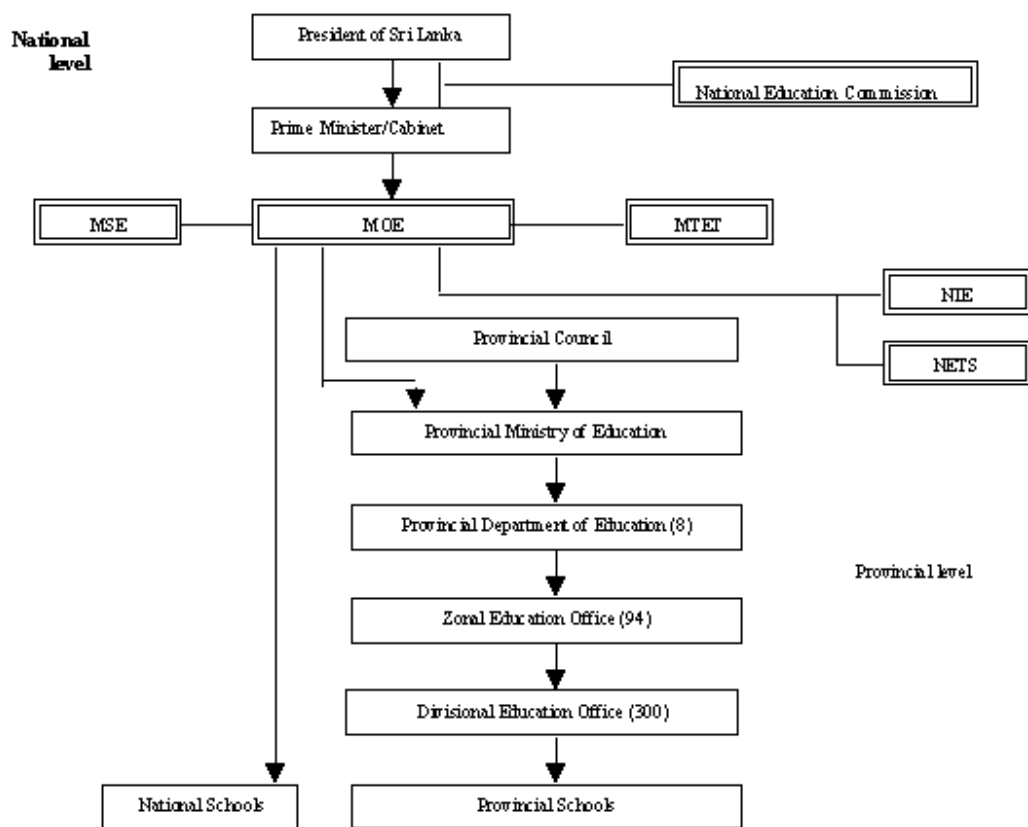 National
level
President of Sri Lanka
National Education Commission
Prime Minister/Cabinet
MSE
MOE
MTET
NIE
Provincial Council
NETS
Provincial Ministry of Education
Provincial Department of Education (8)
Provincial level
Zonal Education Office (94)
Divisional Education Office (300)
National Schools
Provincial Schools